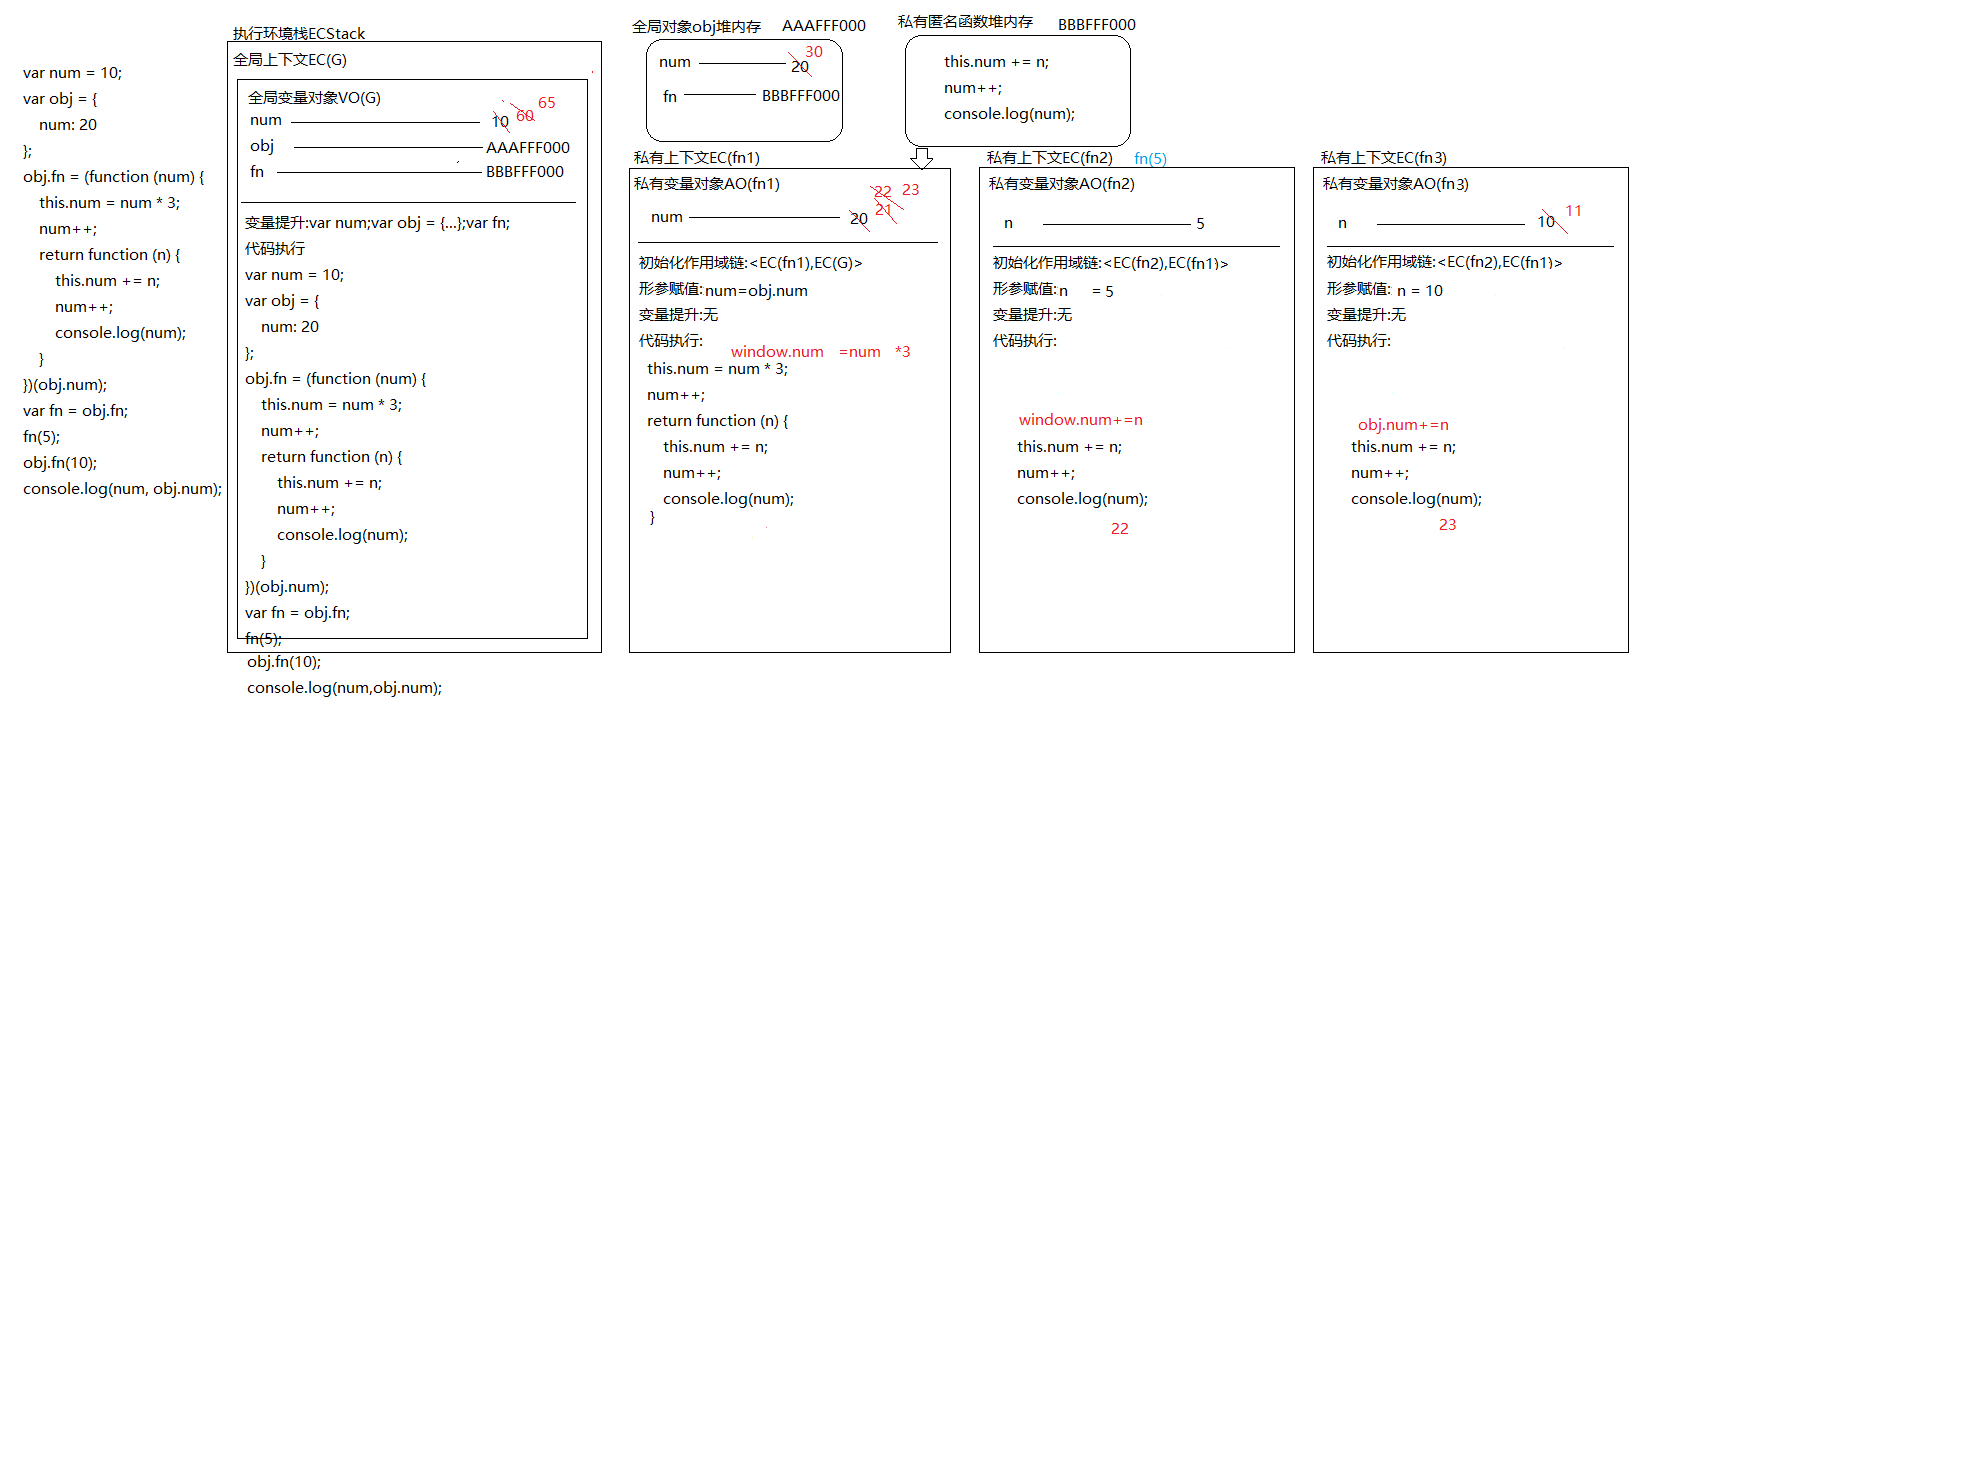 var num = 10;
var obj = {
num: 20
};
obj.fn = (function (num) {
this.num = num * 3;
num++;
return function (n) {
this.num += n;
num++;
console.log(num);
}
})(obj.num);
var fn = obj.fn;
fn(5);
obj.fn(10);
console.log(num, obj.num);
执行环境栈ECStack
全局上下文EC(G)
全局变量对象VO(G)
num 10 60 65
obj AAAFFF000
fn BBBFFF000
变量提升:var num;var obj = {...};var fn;
代码执行
var num = 10;
var obj = {
num: 20
};
obj.fn = (function (num) {
this.num = num * 3;
num++;
return function (n) {
this.num += n;
num++;
console.log(num);
}
})(obj.num);
var fn = obj.fn;
fn(5);
obj.fn(10);
console.log(num,obj.num);
全局对象obj堆内存 AAAFFF000
num 20 30
fn BBBFFF000
私有匿名函数堆内存 BBBFFF000
this.num += n;
num++;
console.log(num);
私有上下文EC(fn1)
私有变量对象AO(fn1)
num 20 21 22 23
初始化作用域链:<EC(fn1),EC(G)>
形参赋值:num=obj.num
变量提升:无
代码执行:
window.num =num *3
this.num = num * 3;
num++;
return function (n) {
this.num += n;
num++;
console.log(num);
}
私有上下文EC(fn2) fn(5)
私有变量对象AO(fn2)
n 5
初始化作用域链:<EC(fn2),EC(fn1)>
形参赋值:n = 5
变量提升:无
代码执行:
window.num+=n
this.num += n;
num++;
console.log(num);
22
私有上下文EC(fn3)
私有变量对象AO(fn3)
n 10 11
初始化作用域链:<EC(fn2),EC(fn1)>
形参赋值: n = 10
变量提升:无
代码执行:
obj.num+=n
this.num += n;
num++;
console.log(num);
23